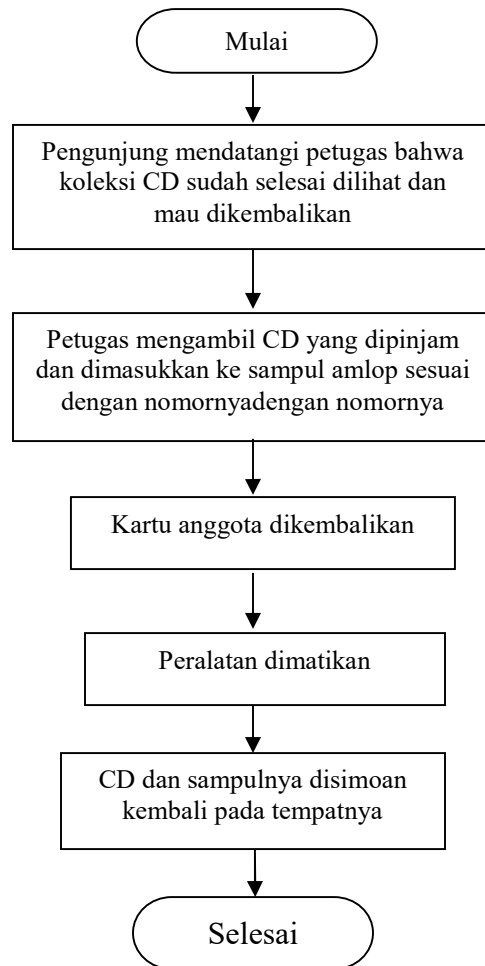 Mulai
Pengunjung mendatangi petugas bahwa
koleksi CD sudah selesai dilihat dan
mau dikembalikan
Petugas mengambil CD yang dipinjam
dan dimasukkan ke sampul amlop sesuai
dengan nomornyadengan nomornya
Kartu anggota dikembalikan
Peralatan dimatikan
CD dan sampulnya disimoan
kembali pada tempatnya
Selesai